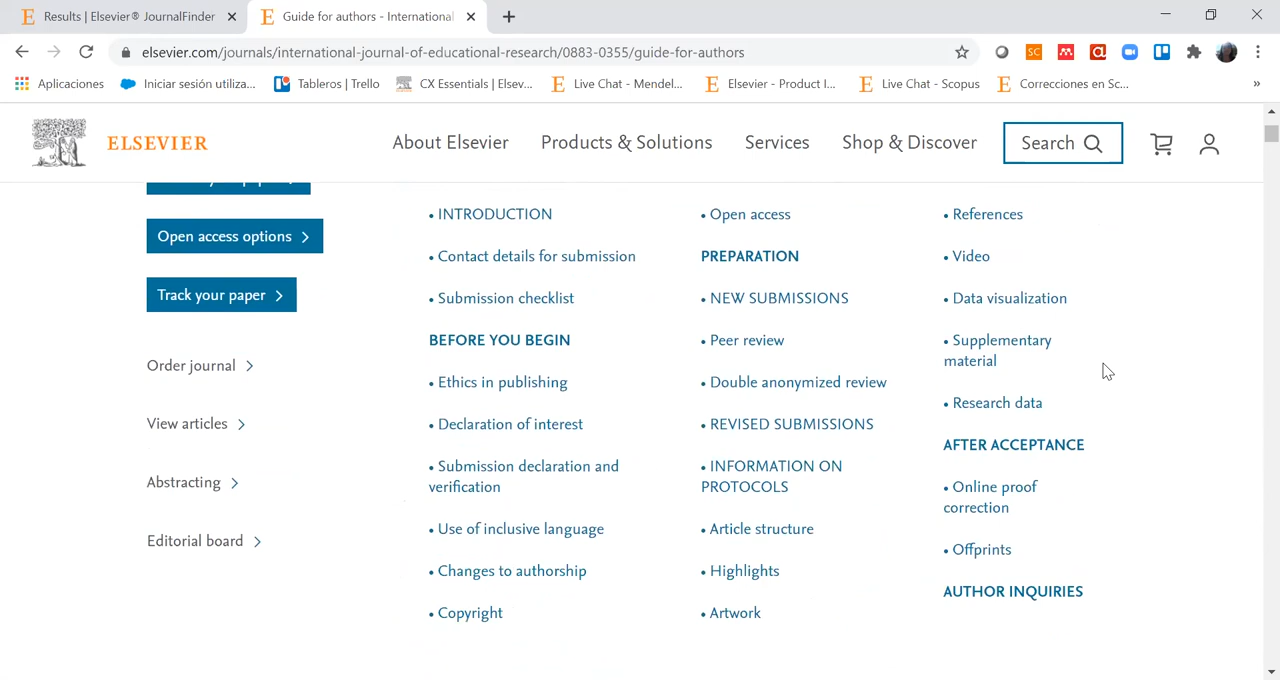 Results | Elsevier® JournalFinder
Guide for authors - International
elsevier.com/journals/international-journal-of-educational-research/0883-0355/guide-for-authors
Aplicaciones
Iniciar sesión utiliza...
Tableros | Trello
CX Essentials | Elsev...
Live Chat - Mendel...
Elsevier - Product I...
Live Chat - Scopus
Correcciones en Sc...
»
ELSEVIER
About Elsevier
Products & Solutions
Services
Shop & Discover
Search
Open access options
Track your paper
Order journal
View articles
Abstracting
Editorial board
• INTRODUCTION
• Contact details for submission
• Submission checklist
BEFORE YOU BEGIN
• Ethics in publishing
• Declaration of interest
• Submission declaration and
verification
• Use of inclusive language
• Changes to authorship
• Copyright
• Open access
PREPARATION
• NEW SUBMISSIONS
• Peer review
• Double anonymized review
• REVISED SUBMISSIONS
• INFORMATION ON
PROTOCOLS
• Article structure
• Highlights
• Artwork
• References
• Video
• Data visualization
• Supplementary
material
• Research data
AFTER ACCEPTANCE
• Online proof
correction
• Offprints
AUTHOR INQUIRIES